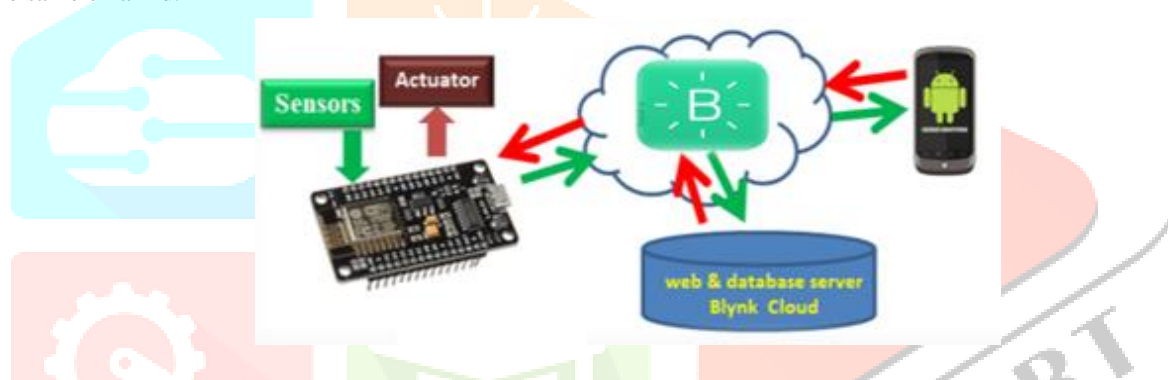 Actuator
Sensors
B
web & database server
Blynk Cloud